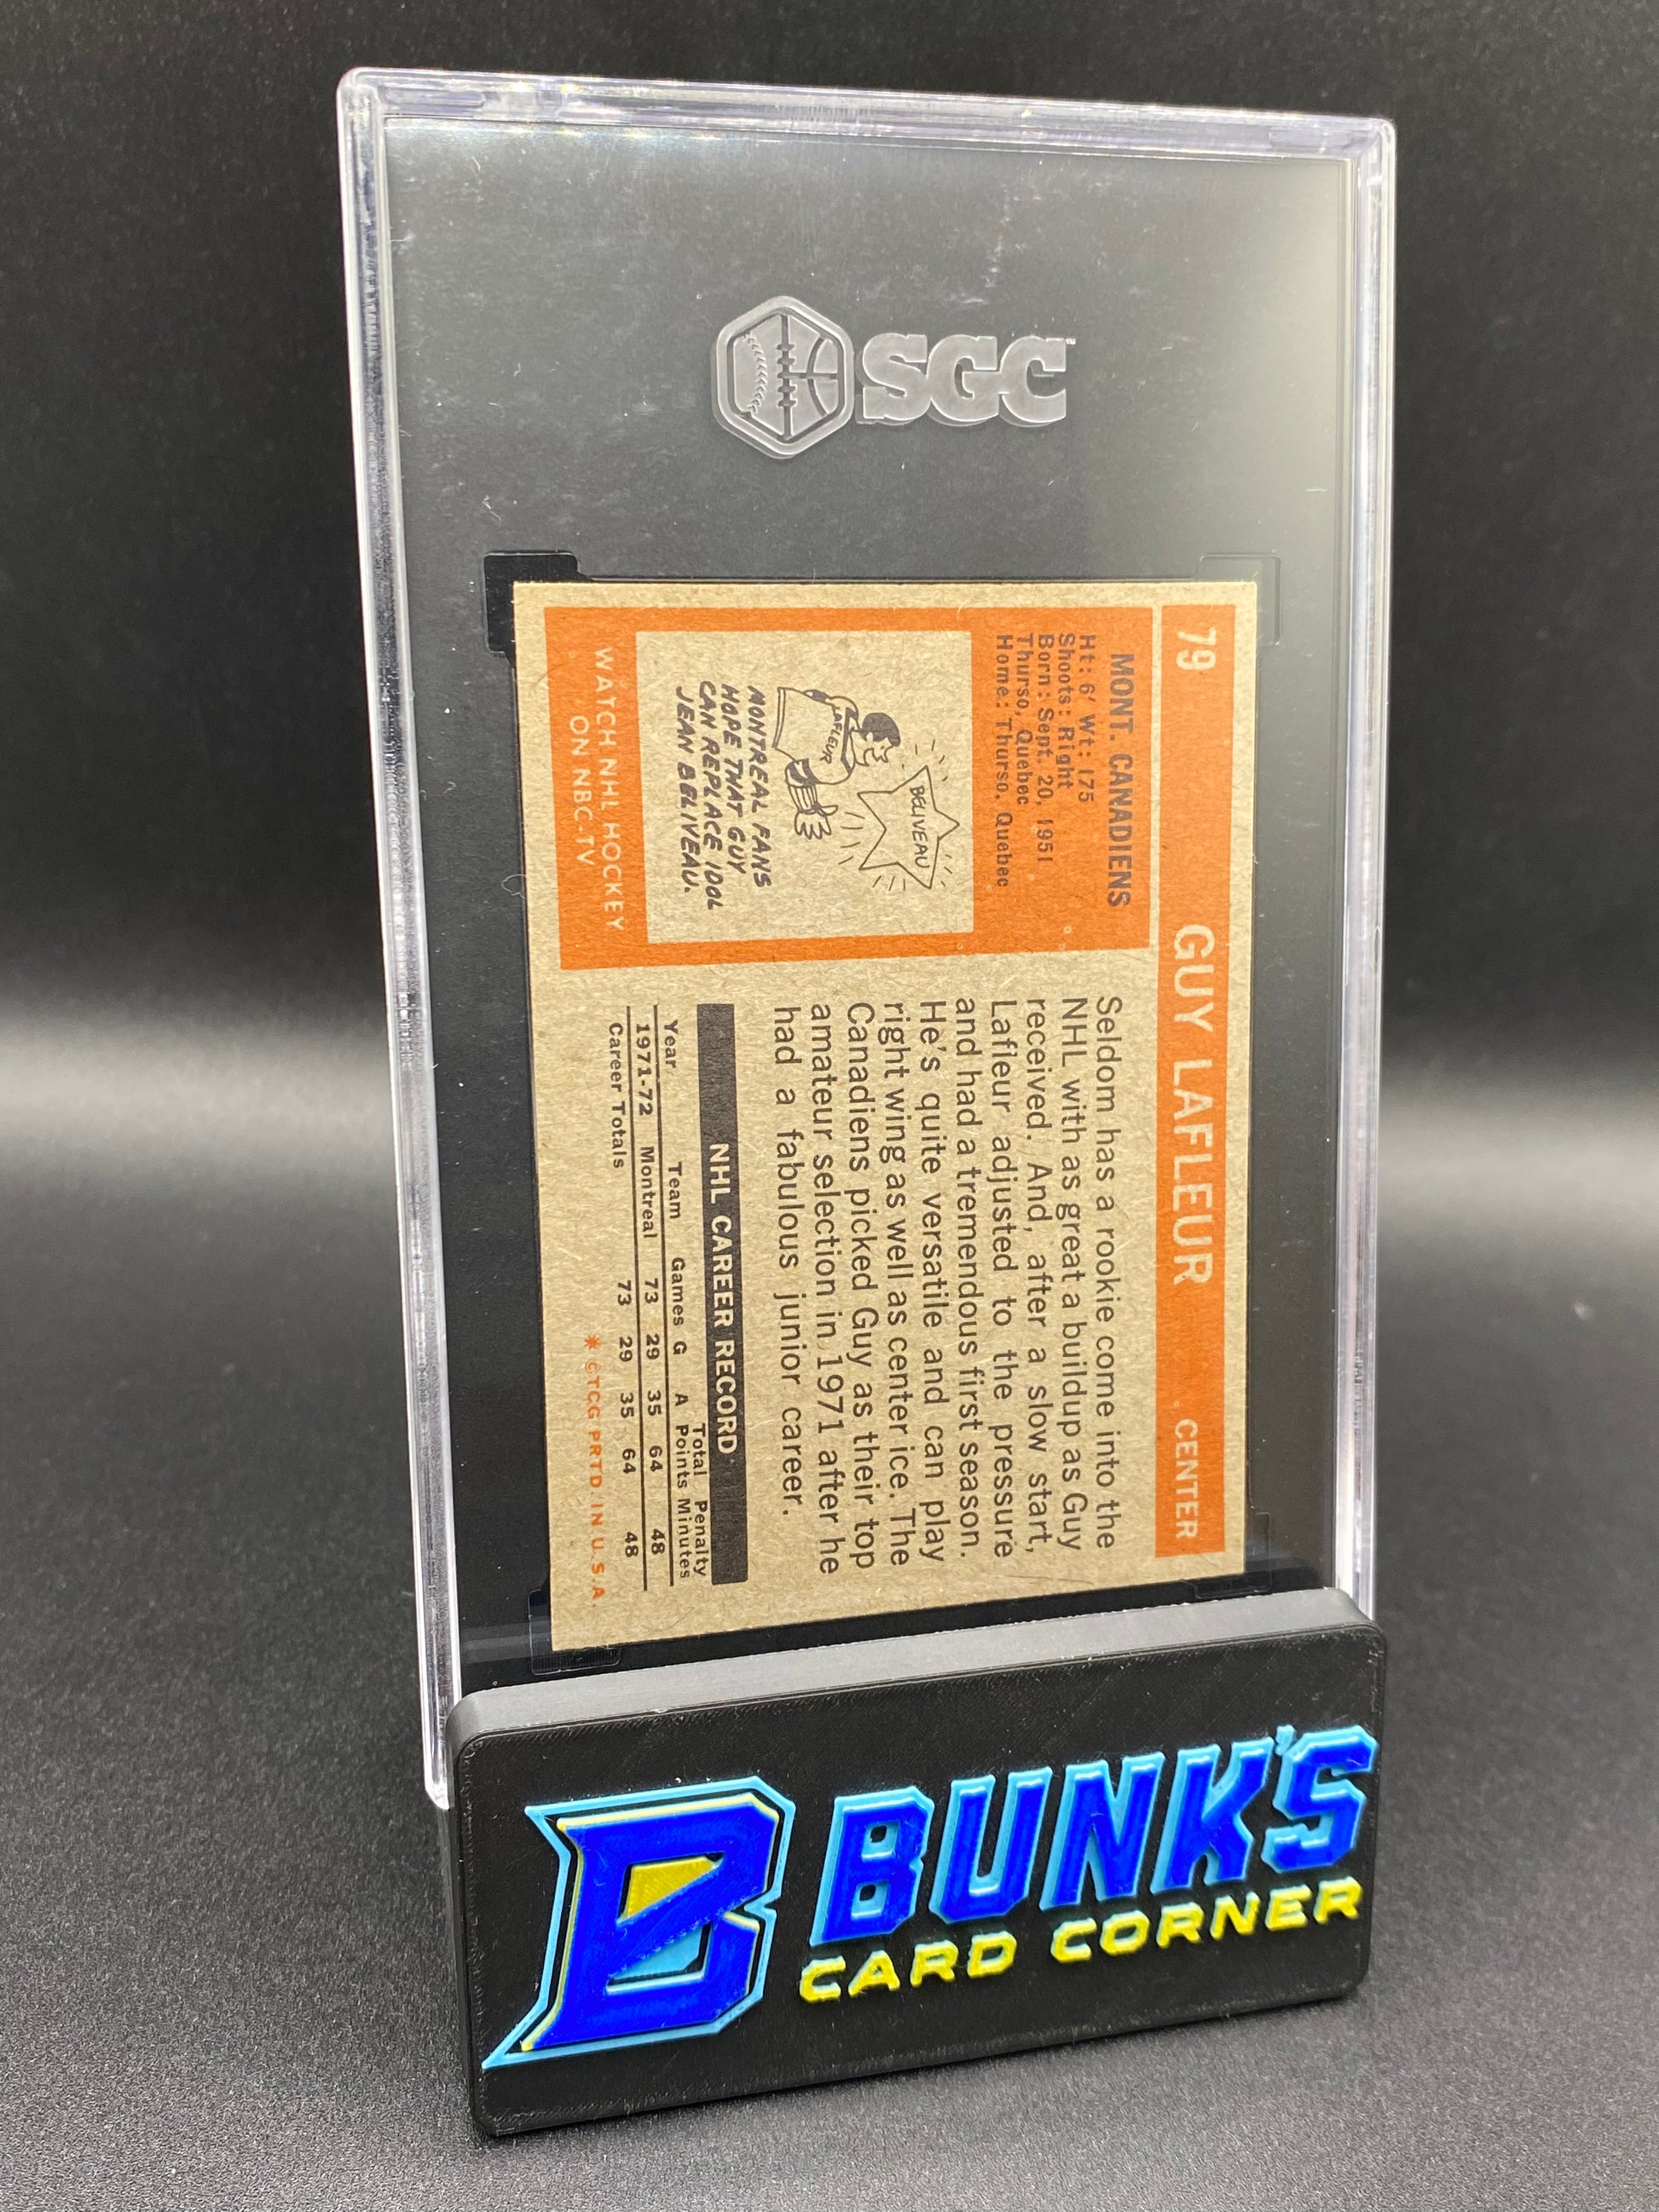 SGC
79 GUY LAFLEUR CENTER
MONT. CANADIENS
Ht: 6' Wt: 175
Shoots: Right
Born: Sept. 20, 1951
Thurso, Quebec
Home: Thurso, Quebec
BELIVEAU
LAFLEUR
MONTREAL FANS
HOPE THAT GUY
CAN REPLACE IDOL
JEAN BELIVEAU.
WATCH NHL HOCKEY
ON NBC-TV
Seldom has a rookie come into the
NHL with as great a buildup as Guy
received. And, after a slow start,
Lafleur adjusted to the pressure
and had a tremendous first season.
He's quite versatile and can play
right wing as well as center ice. The
Canadiens picked Guy as their top
amateur selection in 1971 after he
had a fabulous junior career.
NHL CAREER RECORD
Total Penalty
Year Team Games G A Points Minutes
1971-72 Montreal 73 29 35 64 48
Career Totals 73 29 35 64 48
* ©TCG PRTD. IN U.S.A.
B BUNK'S
CARD CORNER